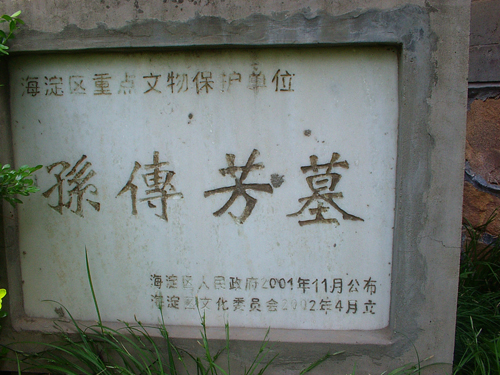 海淀区重点文物保护单位
孫傳芳墓
海淀区人民政府2001年11月公布
海淀区文化委员会2002年4月立